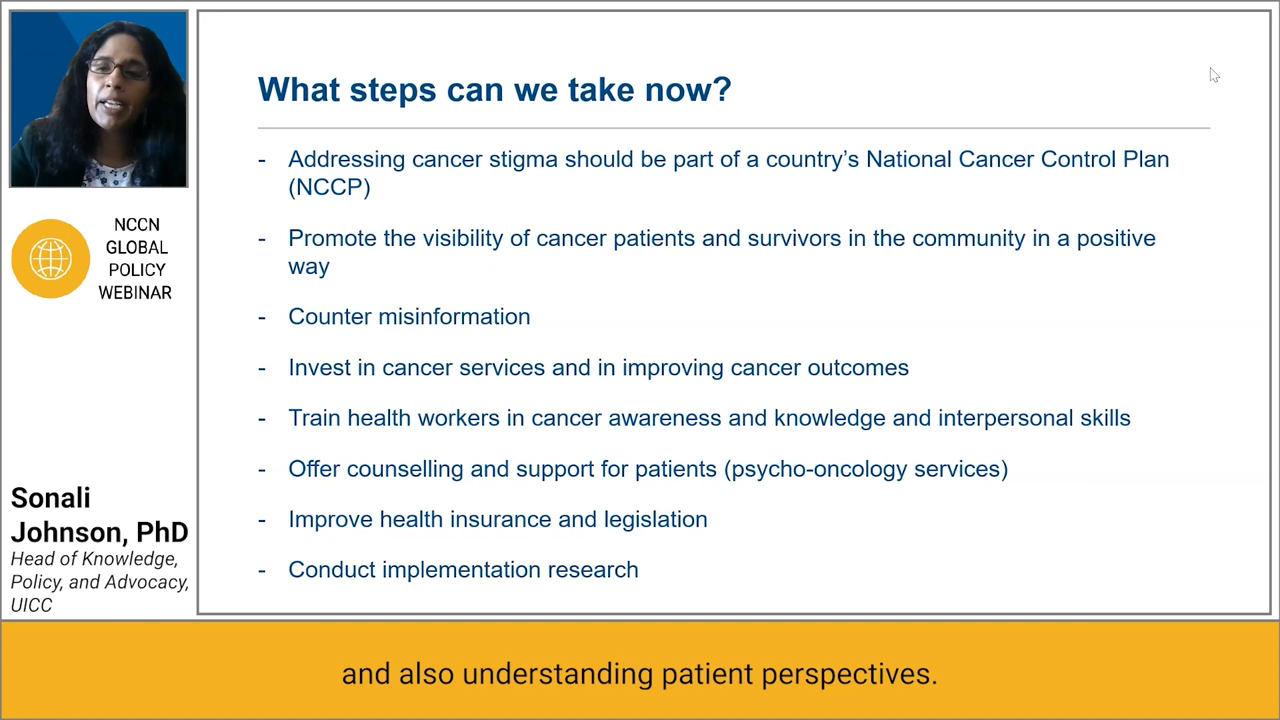 What steps can we take now?
- Addressing cancer stigma should be part of a country’s National Cancer Control Plan
(NCCP)
- Promote the visibility of cancer patients and survivors in the community in a positive
way
- Counter misinformation
- Invest in cancer services and in improving cancer outcomes
- Train health workers in cancer awareness and knowledge and interpersonal skills
- Offer counselling and support for patients (psycho-oncology services)
- Improve health insurance and legislation
- Conduct implementation research
NCCN
GLOBAL
POLICY
WEBINAR
Sonali
Johnson, PhD
Head of Knowledge,
Policy, and Advocacy,
UICC
and also understanding patient perspectives.